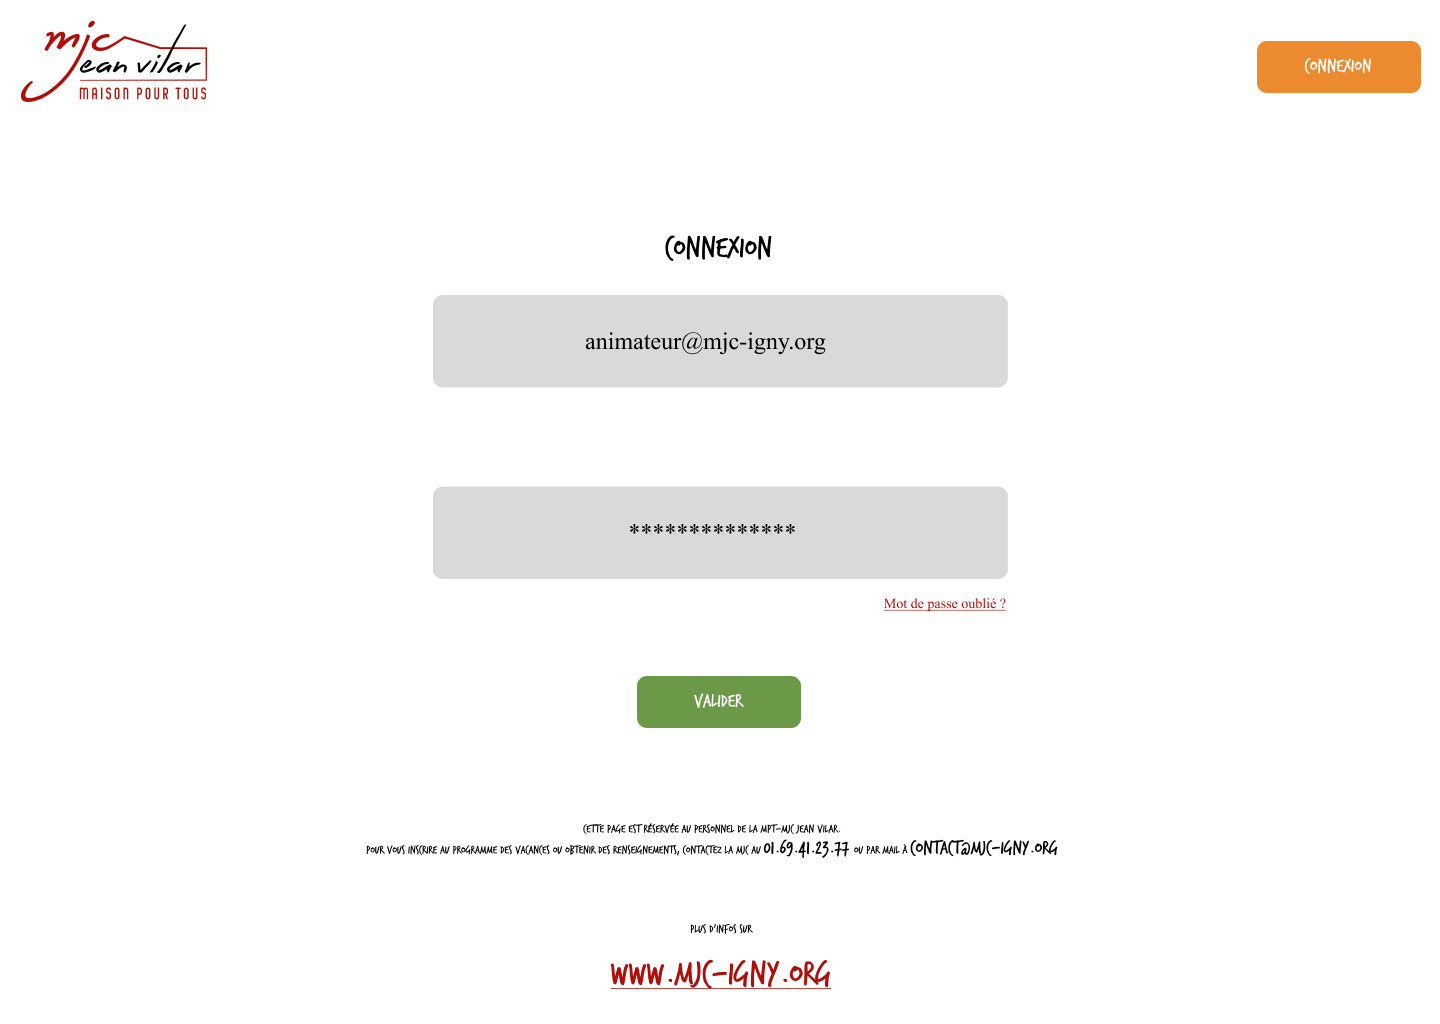 mjc
Jean vilar
MAISON POUR TOUS
CONNEXION
CONNEXION
animateur@mjc-igny.org
**************
Mot de passe oublié ?
VALIDER
CETTE PAGE EST RÉSERVÉE AU PERSONNEL DE LA MPT-MJC JEAN VILAR.
POUR VOUS INSCRIRE AU PROGRAMME DES VACANCES OU OBTENIR DES RENSEIGNEMENTS, CONTACTEZ LA MJC AU 01.69.41.23.77 OU PAR MAIL À CONTACT@MJC-IGNY.ORG
PLUS D'INFOS SUR
WWW.MJC-IGNY.ORG